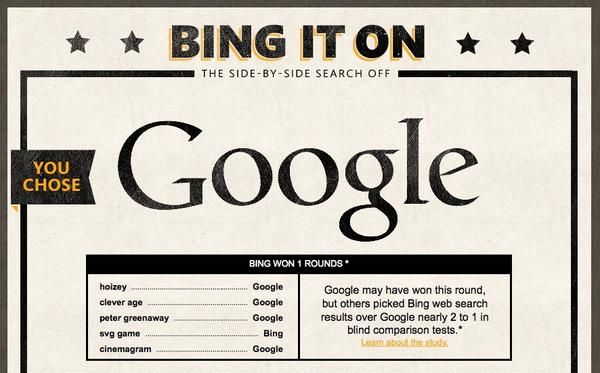 BING IT ON
THE SIDE-BY-SIDE SEARCH OFF
YOU
CHOSE
Google
BING WON 1 ROUNDS *
hoizey Google
clever age Google
peter greenaway Google
svg game Bing
cinemagram Google
Google may have won this round,
but others picked Bing web search
results over Google nearly 2 to 1 in
blind comparison tests.*
Learn about the study.